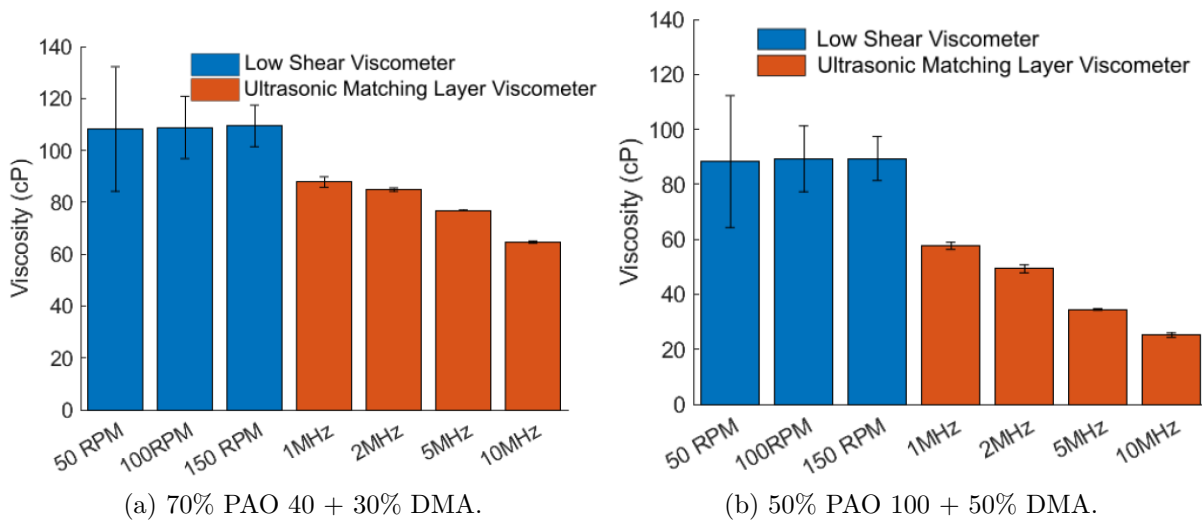 140
120
100
80
60
40
20
0
Viscosity (cP)
Low Shear Viscometer
Ultrasonic Matching Layer Viscometer
50 RPM
100RPM
150 RPM
1MHz
2MHz
5MHz
10MHz
(a) 70% PAO 40 + 30% DMA.
140
120
100
80
60
40
20
0
Viscosity (cP)
Low Shear Viscometer
Ultrasonic Matching Layer Viscometer
50 RPM
100RPM
150 RPM
1MHz
2MHz
5MHz
10MHz
(b) 50% PAO 100 + 50% DMA.